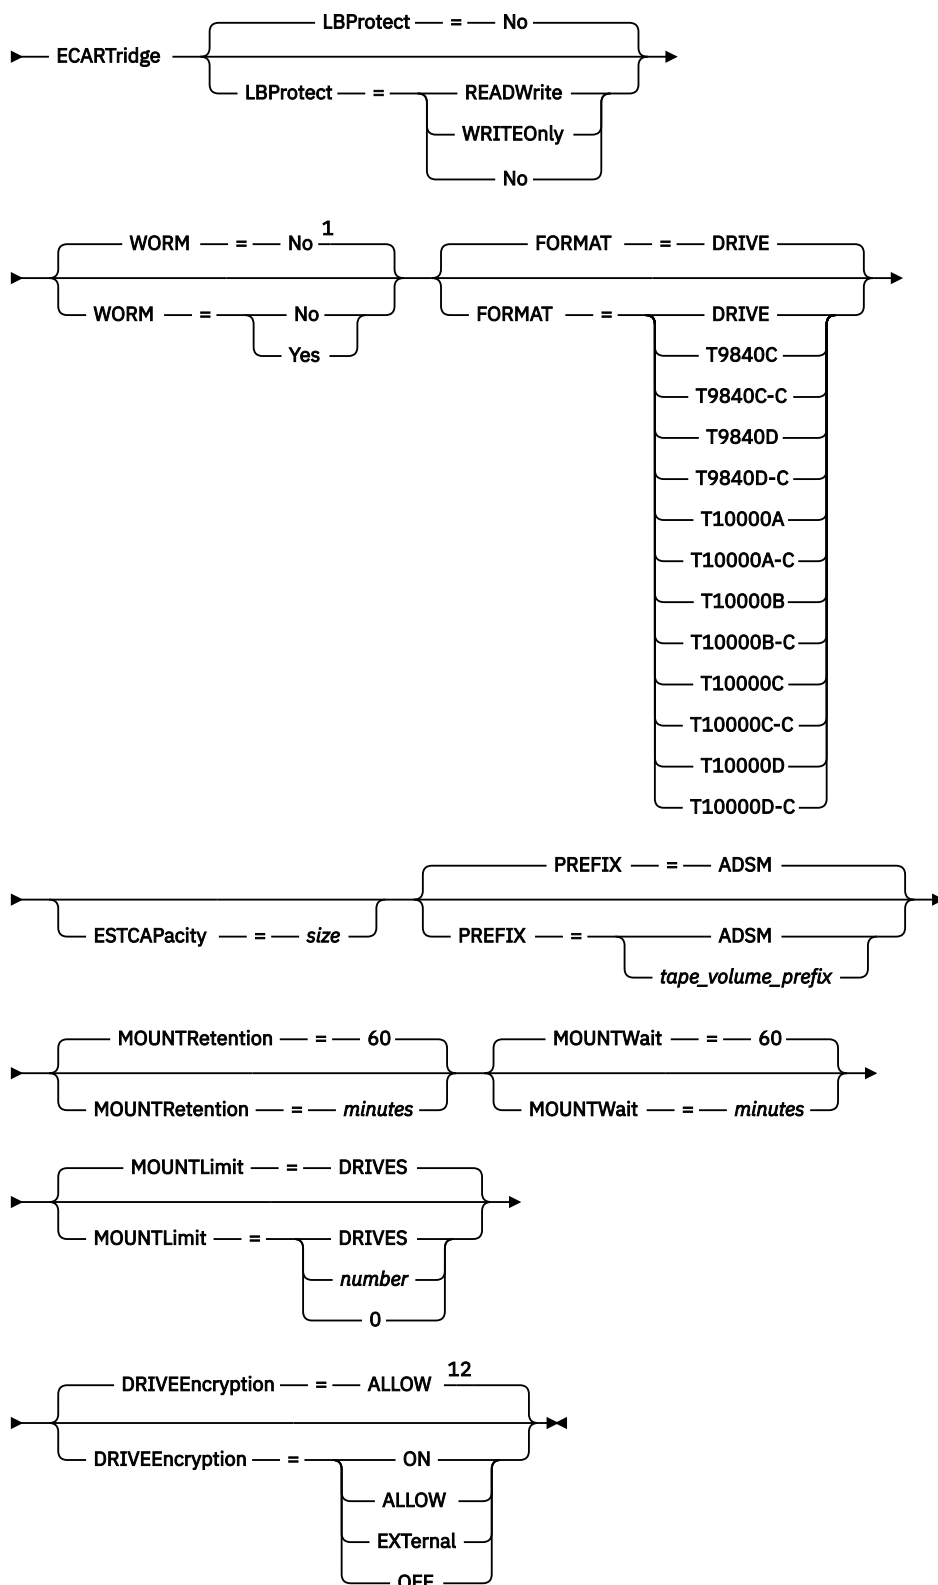 LBProtect = No
ECARTridge
LBProtect = READWrite
WRITEOnly
No
WORM = No 1 FORMAT = DRIVE
WORM = No FORMAT = DRIVE
Yes T9840C
T9840C-C
T9840D
T9840D-C
T10000A
T10000A-C
T10000B
T10000B-C
T10000C
T10000C-C
T10000D
T10000D-C
PREFIX = ADSM
ESTCAPacity = size PREFIX = ADSM
tape_volume_prefix
MOUNTRetention = 60 MOUNTWait = 60
MOUNTRetention = minutes MOUNTWait = minutes
MOUNTLimit = DRIVES
MOUNTLimit = DRIVES
number
0
DRIVEEncryption = ALLOW 12
DRIVEEncryption = ON
ALLOW
EXTernal
OFF